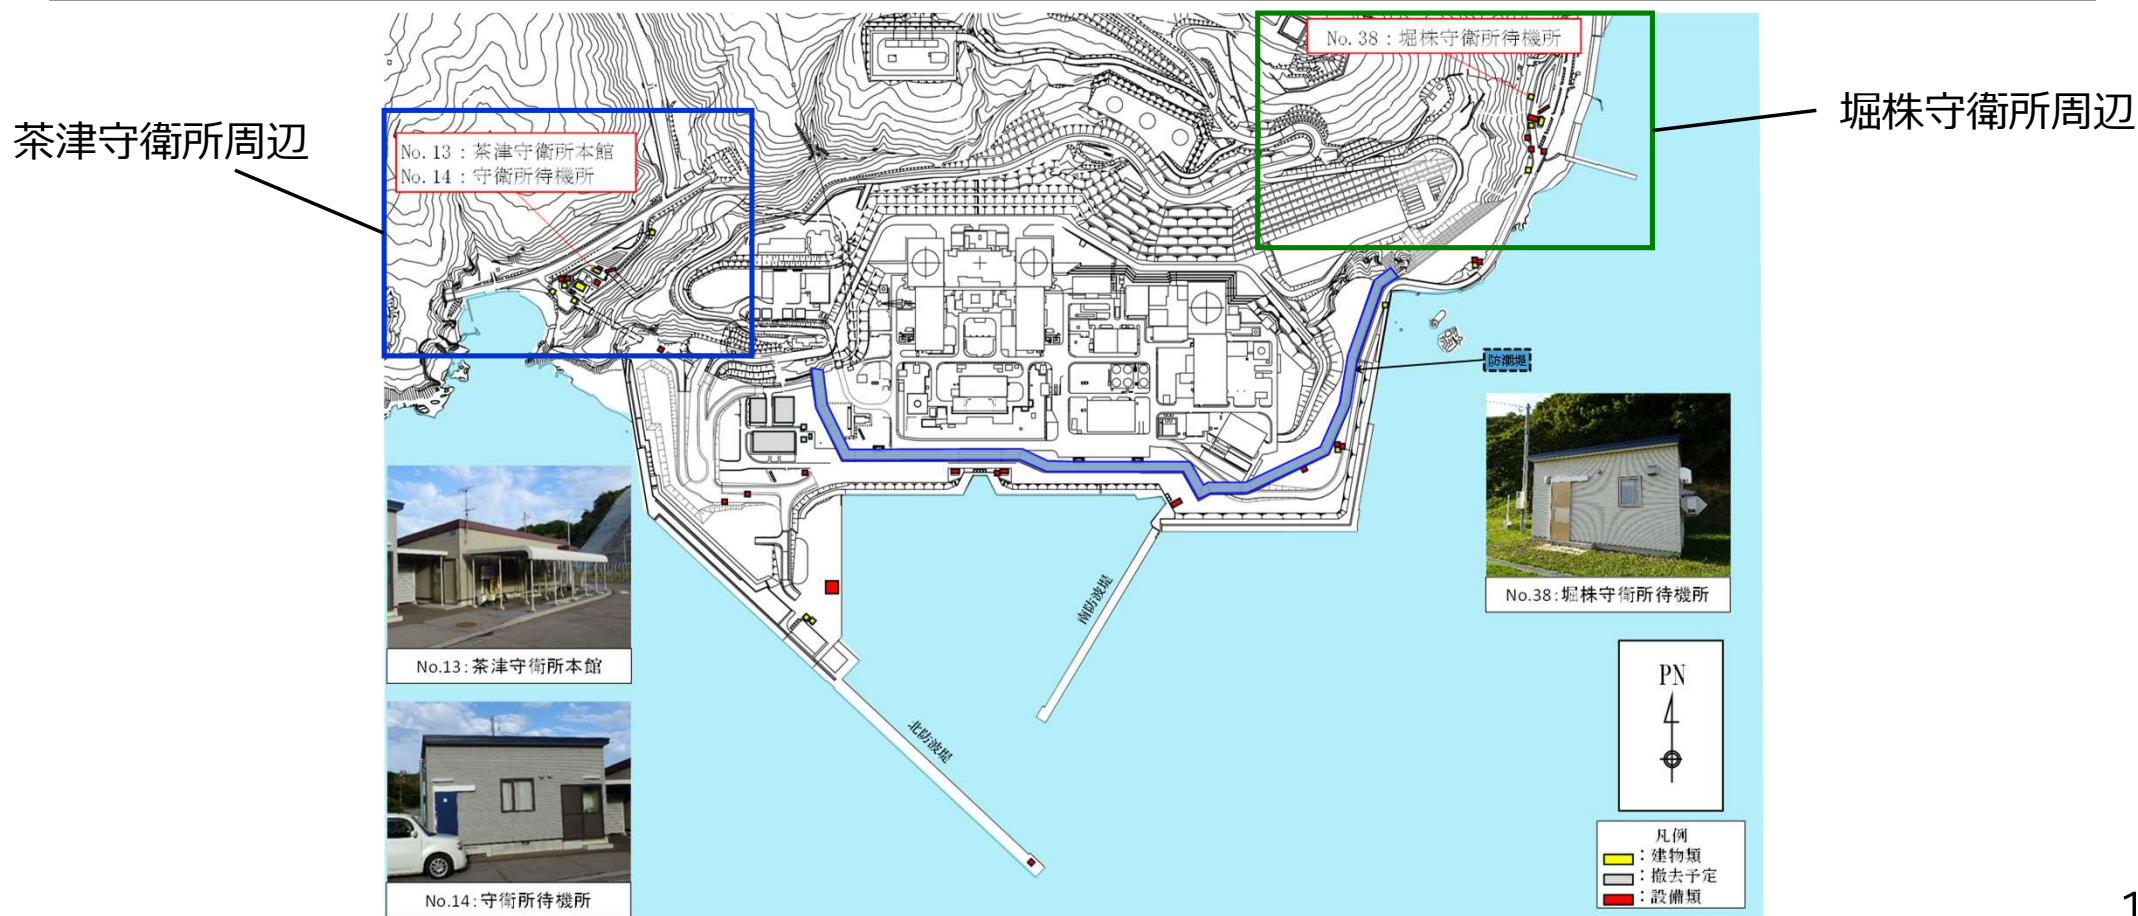 茶津守衛所周辺
No.13：茶津守衛所本館
No.14：守衛所待機所
No.38：堀株守衛所待機所
堀株守衛所周辺
防潮堤
No.38：堀株守衛所待機所
No.13：茶津守衛所本館
No.14：守衛所待機所
南防波堤
北防波堤
PN
凡例
：建物類
：撤去予定
：設備類
1